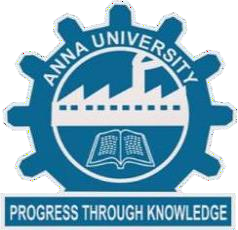 ANNA UNIVERSITY
PROGRESS THROUGH KNOWLEDGE